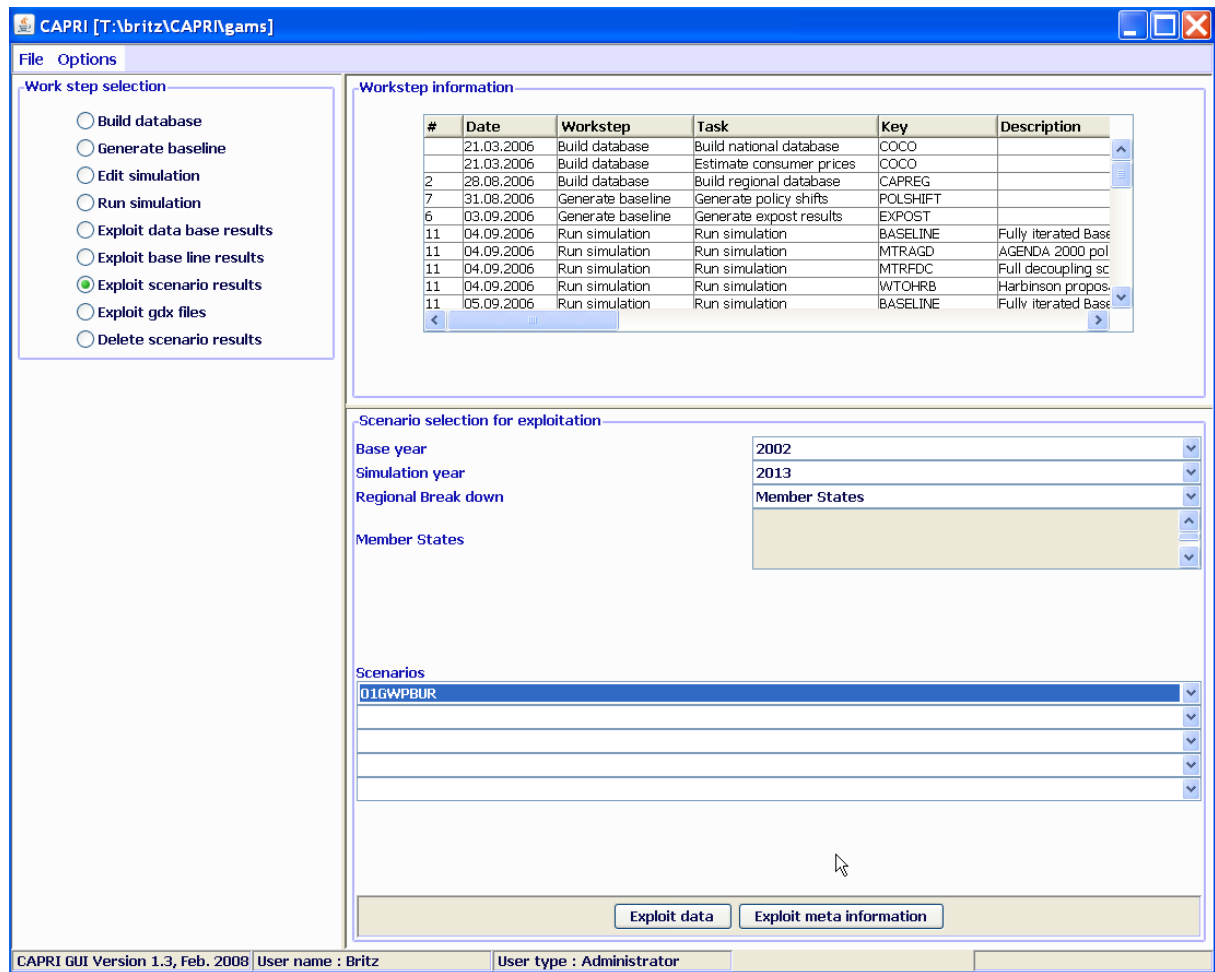 CAPRI [T:\britz\CAPRI\gams]
File Options
Work step selection
Build database
Generate baseline
Edit simulation
Run simulation
Exploit data base results
Exploit base line results
Exploit scenario results
Exploit gdx files
Delete scenario results
Workstep information
# Date Workstep Task Key Description
21.03.2006 Build database Build national database COCO
21.03.2006 Build database Estimate consumer prices COCO
2 28.08.2006 Build database Build regional database CAPREG
7 31.08.2006 Generate baseline Generate policy shifts POLSHIFT
6 03.09.2006 Generate baseline Generate expost results EXPOST
11 04.09.2006 Run simulation Run simulation BASELINE Fully iterated Base
11 04.09.2006 Run simulation Run simulation MTRAGD AGENDA 2000 pol
11 04.09.2006 Run simulation Run simulation MTRFDC Full decoupling sc
11 04.09.2006 Run simulation Run simulation WTOHRB Harbinson propos
11 05.09.2006 Run simulation Run simulation BASELINE Fully iterated Base
Scenario selection for exploitation
Base year 2002
Simulation year 2013
Regional Break down Member States
Member States
Scenarios
01GWPBUR
Exploit data Exploit meta information
CAPRI GUI Version 1.3, Feb. 2008 User name : Britz User type : Administrator